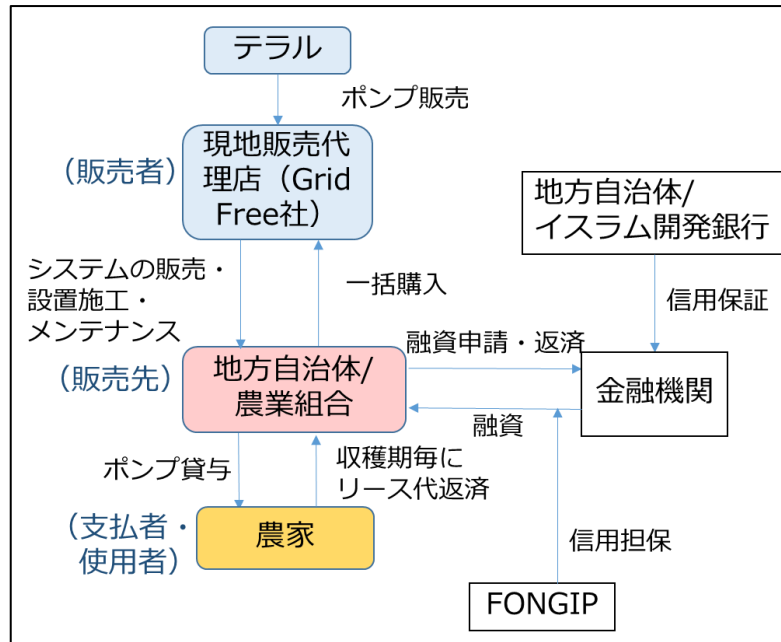 テラル
ポンプ販売
(販売者)
現地販売代
理店（Grid
Free社）
地方自治体/
イスラム開発銀行
システムの販売・
設置施工・
メンテナンス
一括購入
信用保証
(販売先)
地方自治体/
農業組合
融資申請・返済
融資
金融機関
ポンプ貸与
収穫期毎に
リース代返済
(支払者・
使用者)
農家
信用担保
FONGIP